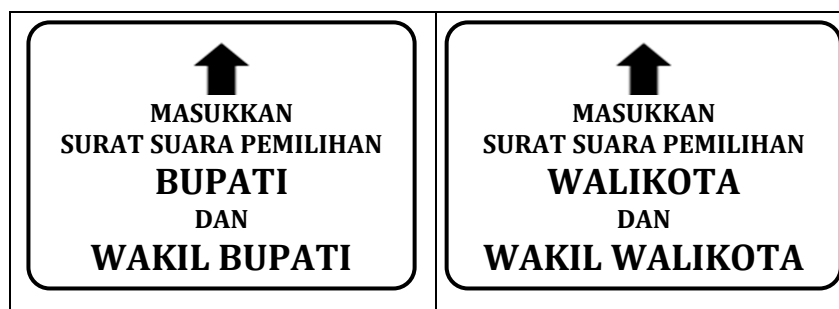 MASUKKAN
SURAT SUARA PEMILIHAN
BUPATI
DAN
WAKIL BUPATI
MASUKKAN
SURAT SUARA PEMILIHAN
WALIKOTA
DAN
WAKIL WALIKOTA